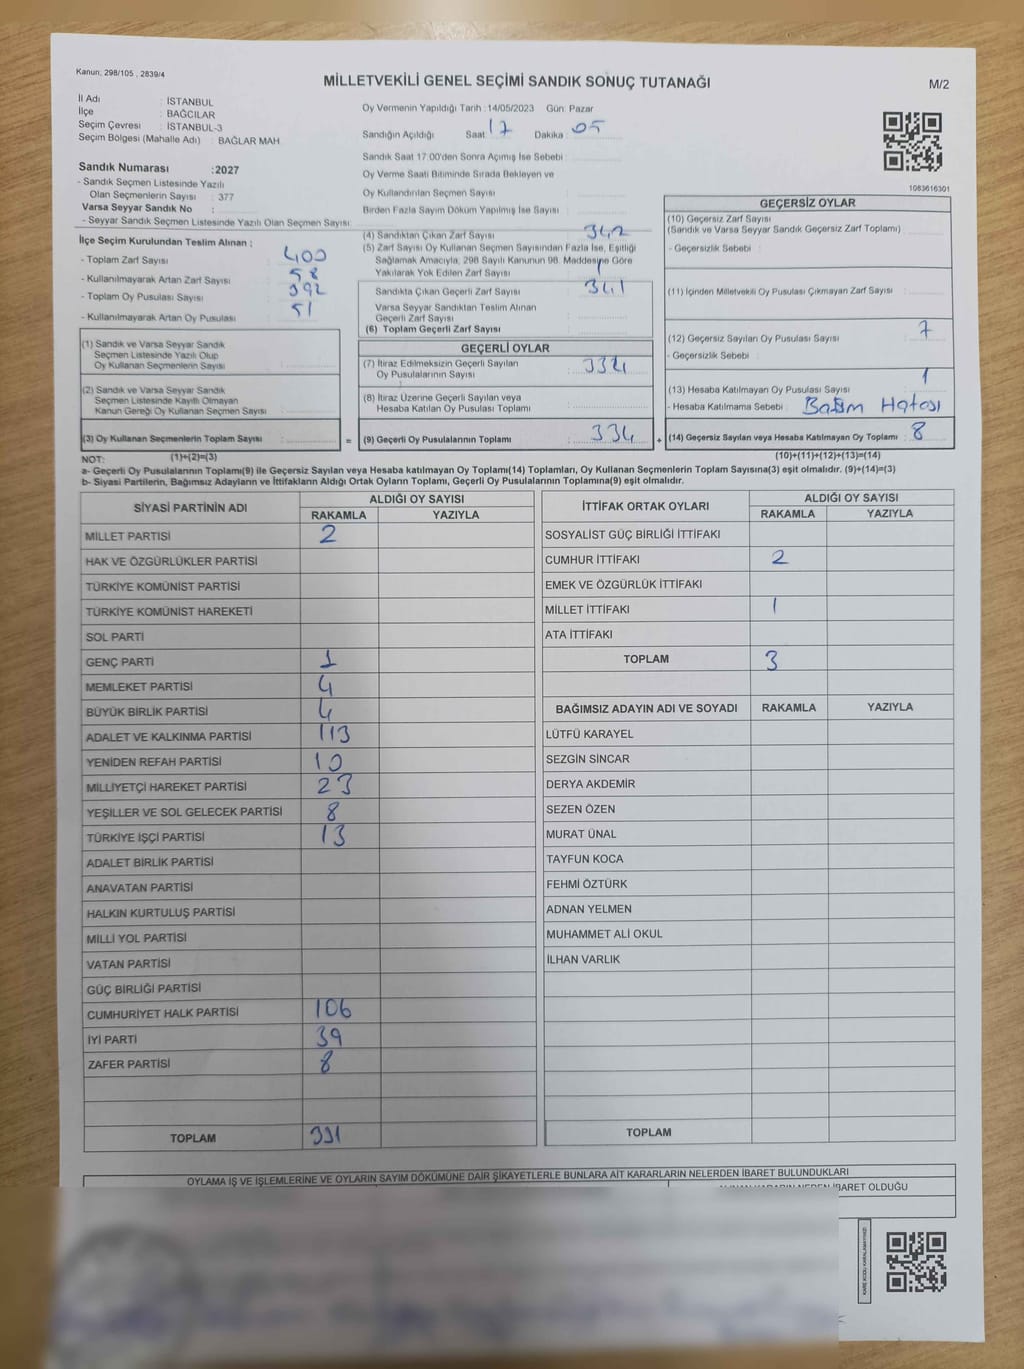 Kanun, 298/105 , 2839/4
MİLLETVEKİLİ GENEL SEÇİMİ SANDIK SONUÇ TUTANAĞI
M/2
İl Adı : İSTANBUL
İlçe : BAĞCILAR
Seçim Çevresi : İSTANBUL-3
Seçim Bölgesi (Mahalle Adı) : BAĞLAR MAH.
Sandık Numarası :2027
- Sandık Seçmen Listesinde Yazılı
Olan Seçmenlerin Sayısı : 377
Varsa Seyyar Sandık No :
- Seyyar Sandık Seçmen Listesinde Yazılı Olan Seçmen Sayısı:
Oy Vermenin Yapıldığı Tarih :14/05/2023 Gün: Pazar
Sandığın Açıldığı Saat: 17 Dakika : 05
Sandık Saat 17:00'den Sonra Açımış İse Sebebi :
Oy Verme Saati Bitiminde Sırada Bekleyen ve
Oy Kullandırılan Seçmen Sayısı :
Birden Fazla Sayım Döküm Yapılmış İse Sayısı :
1083616301
İlçe Seçim Kurulundan Teslim Alınan :
- Toplam Zarf Sayısı : 400
- Kullanılmayarak Artan Zarf Sayısı : 58
- Toplam Oy Pusulası Sayısı : 392
- Kullanılmayarak Artan Oy Pusulası : 51
(4) Sandıktan Çıkan Zarf Sayısı : 342
(5) Zarf Sayısı Oy Kullanan Seçmen Sayısından Fazla İse, Eşitliği
Sağlamak Amacıyla, 298 Sayılı Kanunun 98. Maddesine Göre
Yakılarak Yok Edilen Zarf Sayısı : 1
Sandıkta Çıkan Geçerli Zarf Sayısı : 341
Varsa Seyyar Sandıktan Teslim Alınan
Geçerli Zarf Sayısı :
(6) Toplam Geçerli Zarf Sayısı :
GEÇERSİZ OYLAR
(10) Geçersiz Zarf Sayısı
(Sandık ve Varsa Seyyar Sandık Geçersiz Zarf Toplamı) :
- Geçersizlik Sebebi :
(11) İçinden Milletvekili Oy Pusulası Çıkmayan Zarf Sayısı :
(12) Geçersiz Sayılan Oy Pusulası Sayısı : 7
- Geçersizlik Sebebi :
(13) Hesaba Katılmayan Oy Pusulası Sayısı : 1
- Hesaba Katılmama Sebebi : Basım Hatası
(14) Geçersiz Sayılan veya Hesaba Katılmayan Oy Toplamı : 8
(10)+(11)+(12)+(13)=(14)
(1) Sandık ve Varsa Seyyar Sandık
Seçmen Listesinde Yazılı Olup
Oy Kullanan Seçmenlerin Sayısı :
(2) Sandık ve Varsa Seyyar Sandık
Seçmen Listesinde Kayıtlı Olmayan
Kanun Gereği Oy Kullanan Seçmen Sayısı :
(3) Oy Kullanan Seçmenlerin Toplam Sayısı : =
(1)+(2)=(3)
GEÇERLİ OYLAR
(7) İtiraz Edilmeksizin Geçerli Sayılan
Oy Pusulalarının Sayısı : 334
(8) İtiraz Üzerine Geçerli Sayılan veya
Hesaba Katılan Oy Pusulası Toplamı :
(9) Geçerli Oy Pusulalarının Toplamı : 334 +
NOT:
a- Geçerli Oy Pusulalarının Toplamı(9) ile Geçersiz Sayılan veya Hesaba katılmayan Oy Toplamı(14) Toplamları, Oy Kullanan Seçmenlerin Toplam Sayısına(3) eşit olmalıdır. (9)+(14)=(3)
b- Siyasi Partilerin, Bağımsız Adayların ve İttifakların Aldığı Ortak Oyların Toplamı, Geçerli Oy Pusulalarının Toplamına(9) eşit olmalıdır.
SİYASİ PARTİNİN ADI ALDIĞI OY SAYISI
RAKAMLA YAZIYLA
MİLLET PARTİSİ 2
HAK VE ÖZGÜRLÜKLER PARTİSİ
TÜRKİYE KOMÜNİST PARTİSİ
TÜRKİYE KOMÜNİST HAREKETİ
SOL PARTİ
GENÇ PARTİ 1
MEMLEKET PARTİSİ 4
BÜYÜK BİRLİK PARTİSİ 4
ADALET VE KALKINMA PARTİSİ 113
YENİDEN REFAH PARTİSİ 10
MİLLİYETÇİ HAREKET PARTİSİ 23
YEŞİLLER VE SOL GELECEK PARTİSİ 8
TÜRKİYE İŞÇİ PARTİSİ 13
ADALET BİRLİK PARTİSİ
ANAVATAN PARTİSİ
HALKIN KURTULUŞ PARTİSİ
MİLLİ YOL PARTİSİ
VATAN PARTİSİ
GÜÇ BİRLİĞİ PARTİSİ
CUMHURİYET HALK PARTİSİ 106
İYİ PARTİ 39
ZAFER PARTİSİ 8
TOPLAM 331
İTTİFAK ORTAK OYLARI ALDIĞI OY SAYISI
RAKAMLA YAZIYLA
SOSYALİST GÜÇ BİRLİĞİ İTTİFAKI
CUMHUR İTTİFAKI 2
EMEK VE ÖZGÜRLÜK İTTİFAKI
MİLLET İTTİFAKI 1
ATA İTTİFAKI
TOPLAM 3
BAĞIMSIZ ADAYIN ADI VE SOYADI RAKAMLA YAZIYLA
LÜTFÜ KARAYEL
SEZGİN SİNCAR
DERYA AKDEMİR
SEZEN ÖZEN
MURAT ÜNAL
TAYFUN KOCA
FEHMİ ÖZTÜRK
ADNAN YELMEN
MUHAMMET ALİ OKUL
İLHAN VARLIK
TOPLAM
OYLAMA İŞ VE İŞLEMLERİNE VE OYLARIN SAYIM DÖKÜMÜNE DAİR ŞİKAYETLERLE BUNLARA AİT KARARLARIN NELERDEN İBARET BULUNDUKLARI
İBARET OLDUĞU
KARE KODU KARALAMAYINIZ!